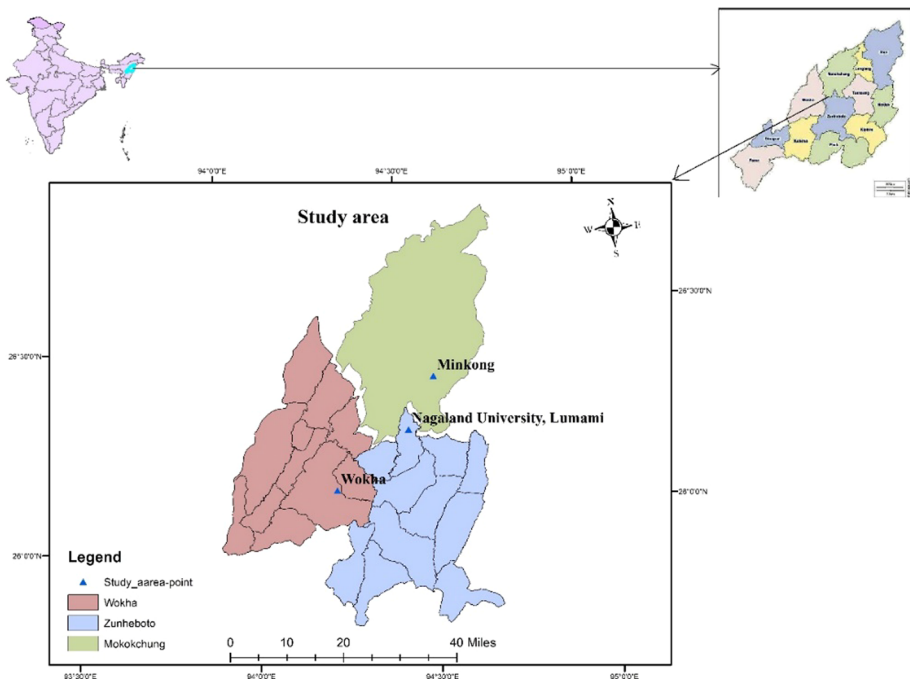 94°0'0"E
94°30'0"E
95°0'0"E
Study area
N
W E
S
26°30'0"N
26°30'0"N
Minkong
Nagaland University, Lumami
Wokha
26°0'0"N
26°0'0"N
Legend
Study_aarea-point
Wokha
Zunheboto
Mokokchung
0 10 20 40 Miles
93°30'0"E
94°0'0"E
94°30'0"E
95°0'0"E